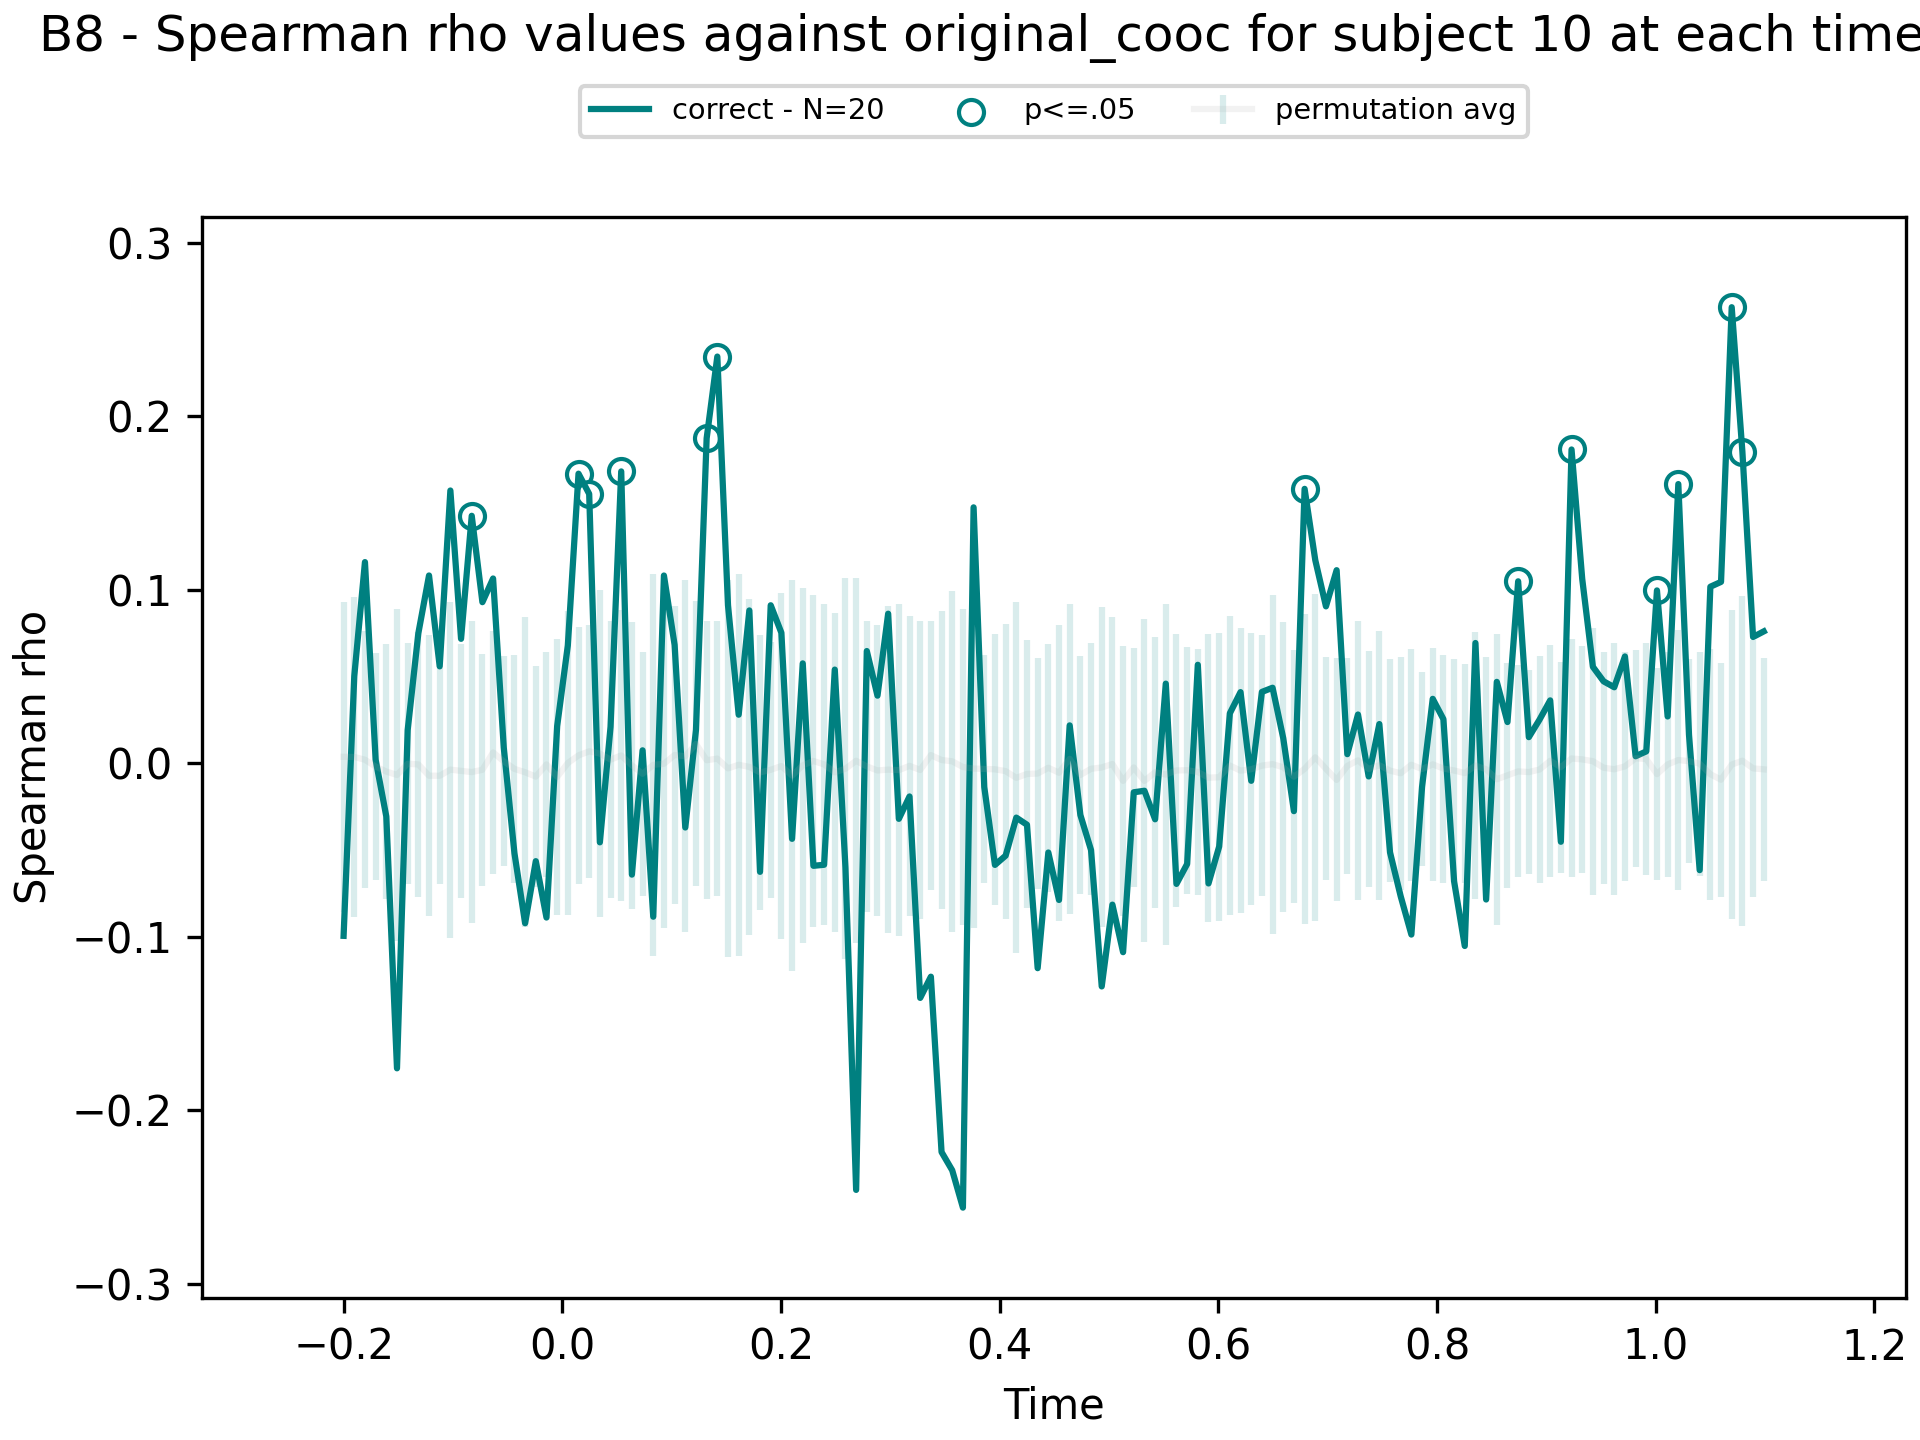 B8 - Spearman rho values against original_cooc for subject 10 at each time
correct - N=20 p<=.05 permutation avg
0.3
0.2
0.1
0.0
−0.1
−0.2
−0.3
Spearman rho
−0.2 0.0 0.2 0.4 0.6 0.8 1.0 1.2
Time